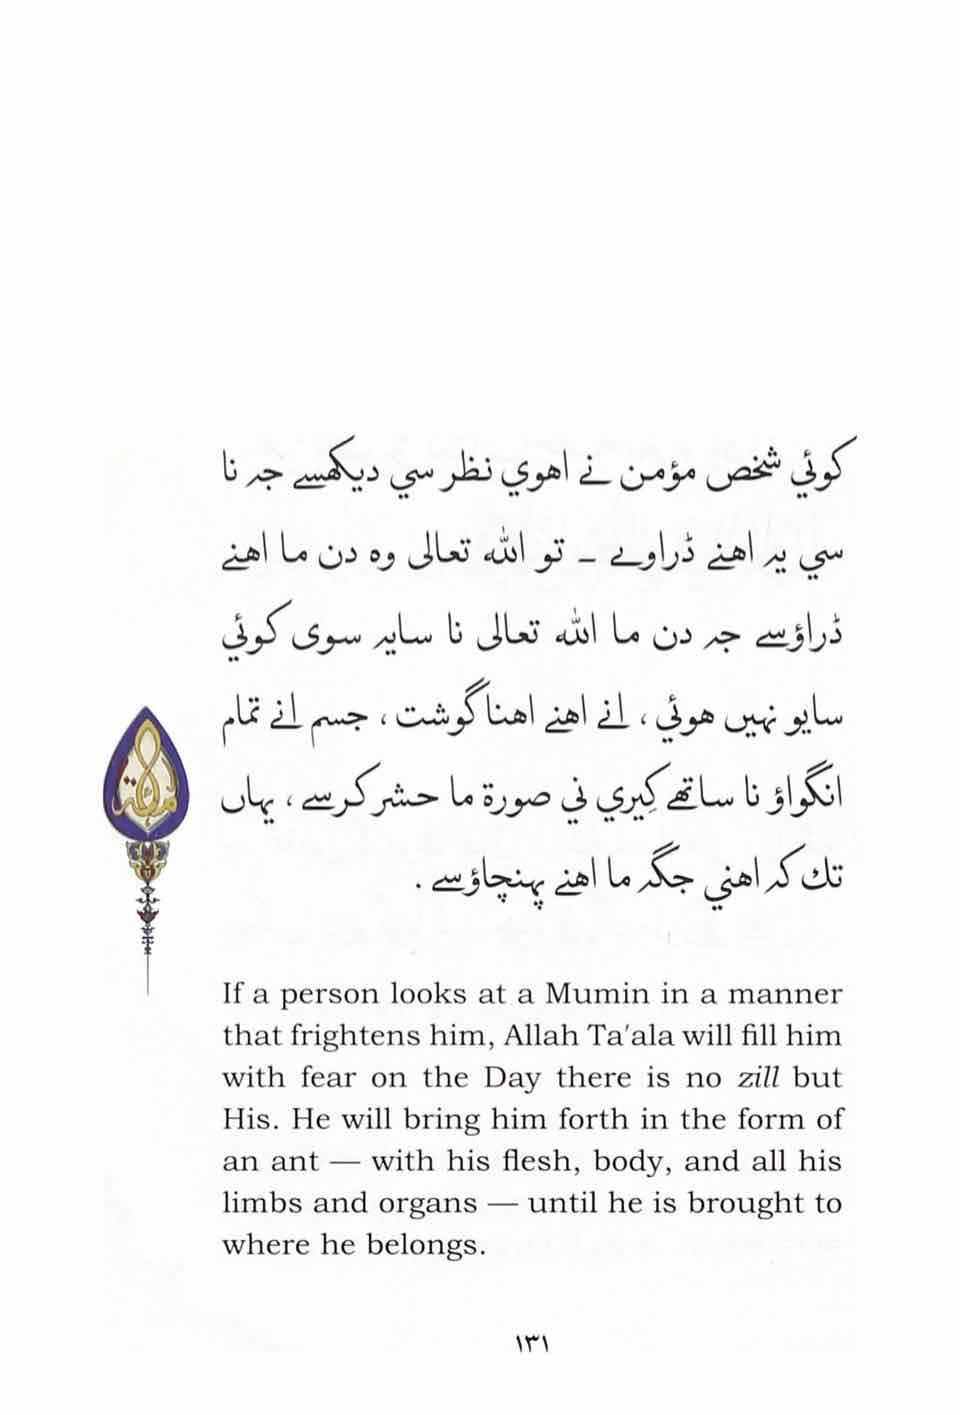 كوئي شخص مؤمن نے اهوي نظر سي ديكهسے جہ نا
سي يہ اهنے ڈراوے ـ تو الله تعالى وه دن ما اهنے
ڈراؤسے جہ دن ما الله تعالى نا سايہ سوى كوئي
سايو نهيں هوئي ، انے اهنے اهنا گوشت ، جسم انے تمام
انگواؤ نا ساتهے كِيري ني صورة ما حشر كرسے ، يهاں
تك كہ اهني جگہ ما اهنے پهنچاؤسے .
If a person looks at a Mumin in a manner
that frightens him, Allah Ta'ala will fill him
with fear on the Day there is no zill but
His. He will bring him forth in the form of
an ant — with his flesh, body, and all his
limbs and organs — until he is brought to
where he belongs.
١٣١